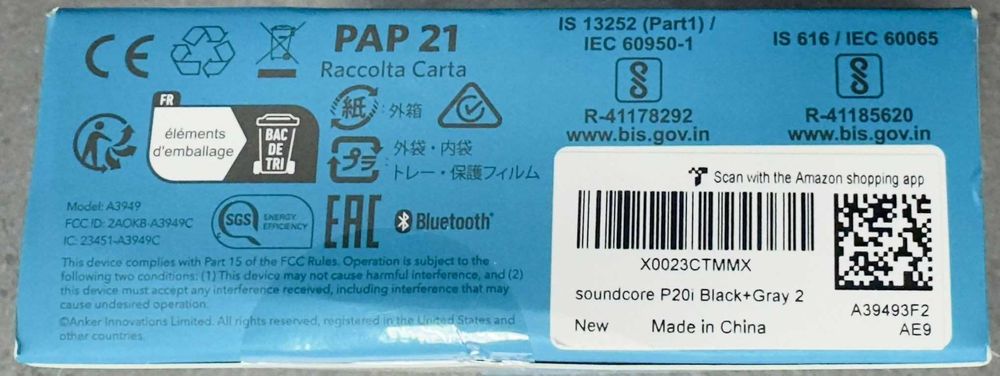 CE
PAP 21
Raccolta Carta
IS 13252 (Part1) /
IEC 60950-1
R-41178292
www.bis.gov.in
IS 616 / IEC 60065
R-41185620
www.bis.gov.in
FR
éléments
d'emballage
BAC
DE
TRI
紙 : 外箱
プラ 外袋・内袋
トレー・保護フィルム
Model: A3949
FCC ID: 2AOKB-A3949C
IC: 23451-A3949C
SGS ENERGY
EFFICIENCY
EAC
Bluetooth®
This device complies with Part 15 of the FCC Rules. Operation is subject to the
following two conditions: (1) This device may not cause harmful interference, and (2)
this device must accept any interference received, including interference that may
cause undesired operation.
©Anker Innovations Limited. All rights reserved, registered in the United States and
other countries.
Scan with the Amazon shopping app
X0023CTMMX
soundcore P20i Black+Gray 2
New Made in China
A39493F2
AE9